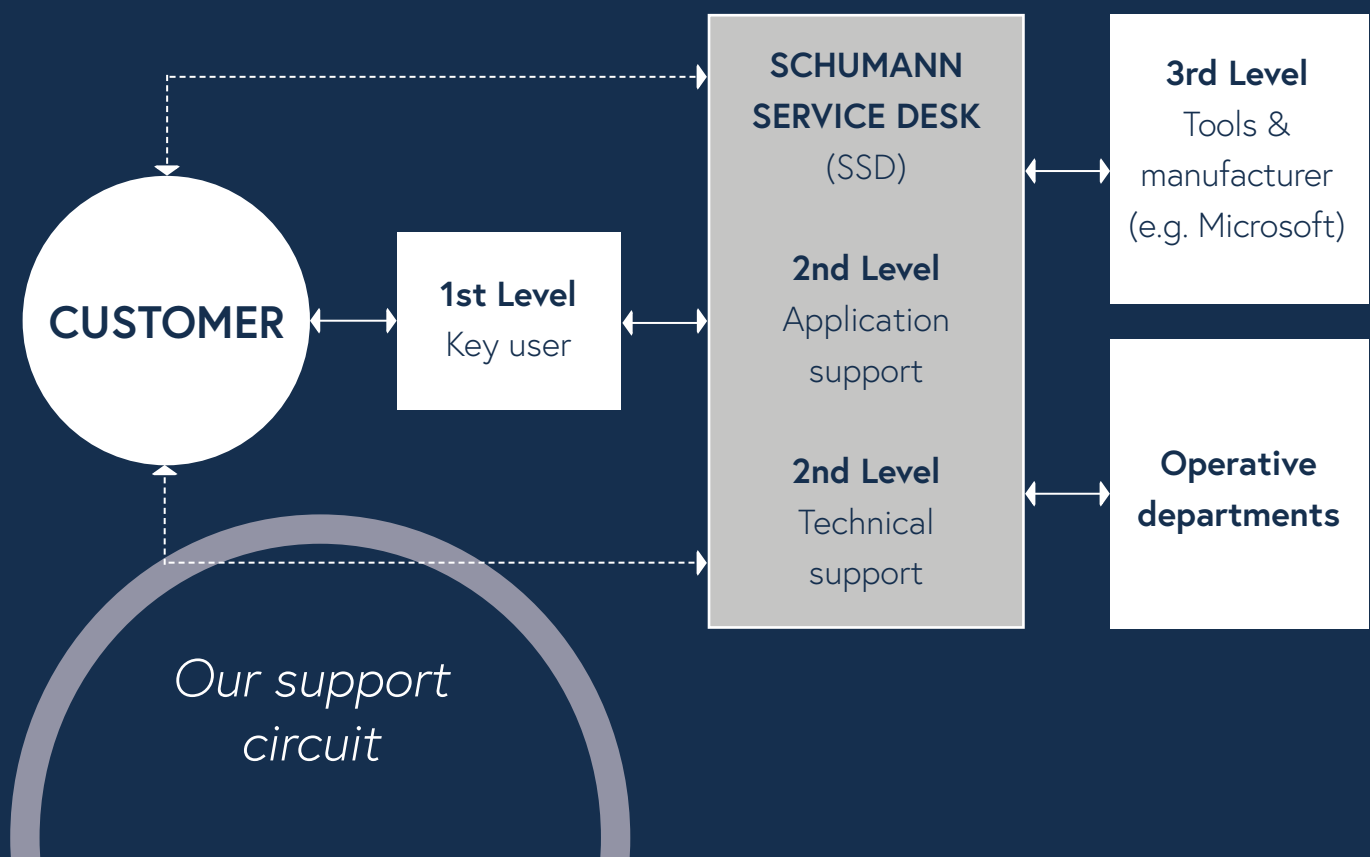 CUSTOMER
1st Level
Key user
SCHUMANN
SERVICE DESK
(SSD)
2nd Level
Application
support
2nd Level
Technical
support
3rd Level
Tools &
manufacturer
(e.g. Microsoft)
Operative
departments
Our support
circuit